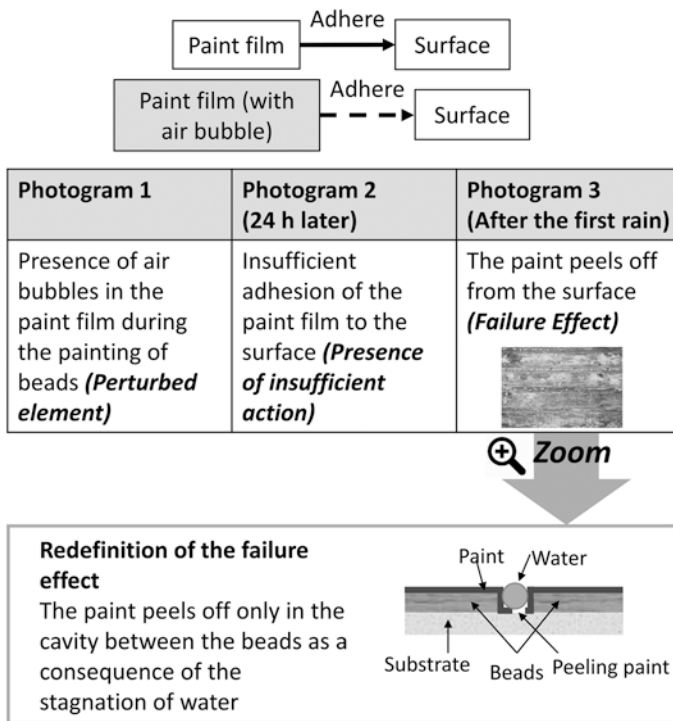 Adhere
Paint film
Surface
Paint film (with
air bubble)
Adhere
Surface
Photogram 1
Photogram 2
(24 h later)
Photogram 3
(After the first rain)
Presence of air
bubbles in the
paint film during
the painting of
beads (Perturbed
element)
Insufficient
adhesion of the
paint film to the
surface (Presence
of insufficient
action)
The paint peels off
from the surface
(Failure Effect)
Zoom
Redefinition of the failure
effect
The paint peels off only in the
cavity between the beads as a
consequence of the
stagnation of water
Paint
Water
Substrate
Beads
Peeling paint